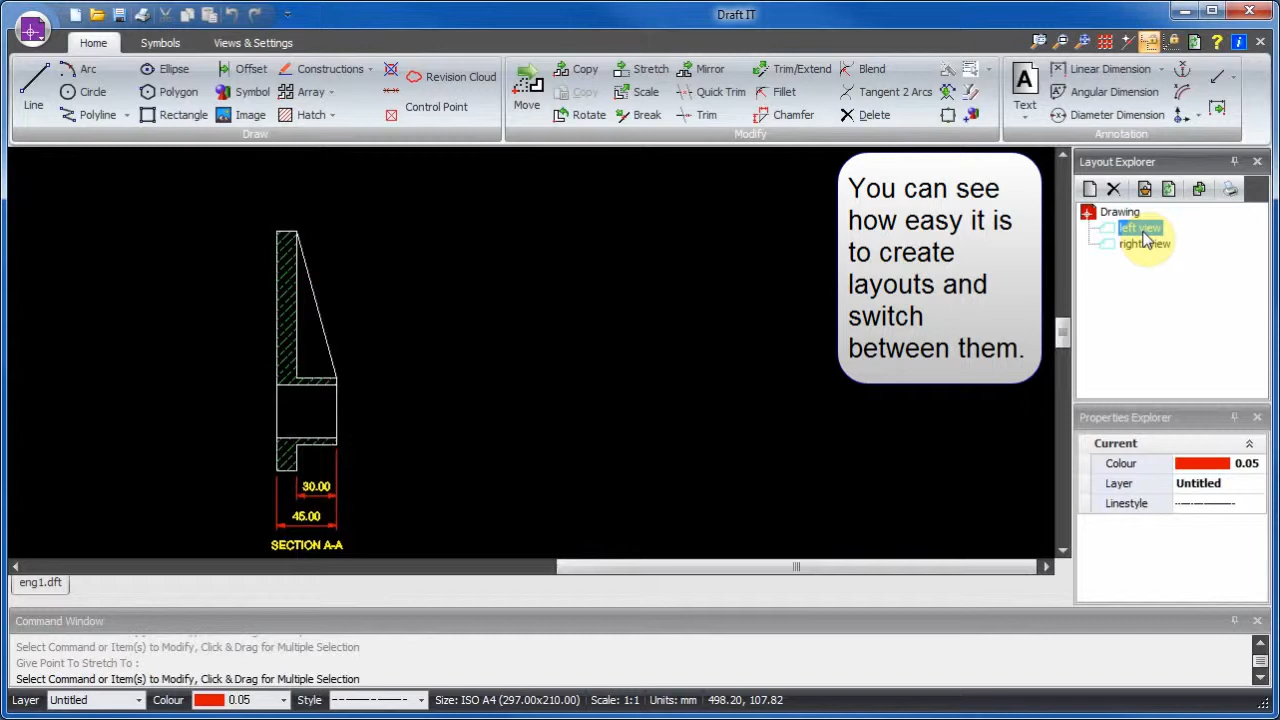 Draft IT
Home Symbols Views & Settings
Line
Arc
Circle
Polyline
Ellipse
Polygon
Rectangle
Offset
Symbol
Image
Constructions
Array
Hatch
Revision Cloud
Control Point
Draw
Move
Copy
Copy
Rotate
Stretch
Scale
Break
Mirror
Quick Trim
Trim
Trim/Extend
Fillet
Chamfer
Blend
Tangent 2 Arcs
Delete
Modify
A
Text
Linear Dimension
Angular Dimension
Diameter Dimension
Annotation
You can see
how easy it is
to create
layouts and
switch
between them.
Layout Explorer
Drawing
left view
right view
Properties Explorer
Current
Colour 0.05
Layer Untitled
Linestyle
30.00
45.00
SECTION A-A
eng1.dft
Command Window
Select Command or Item(s) to Modify, Click & Drag for Multiple Selection
Give Point To Stretch To :
Select Command or Item(s) to Modify, Click & Drag for Multiple Selection
Layer Untitled Colour 0.05 Style Size: ISO A4 (297.00x210.00) Scale: 1:1 Units: mm 498.20, 107.82